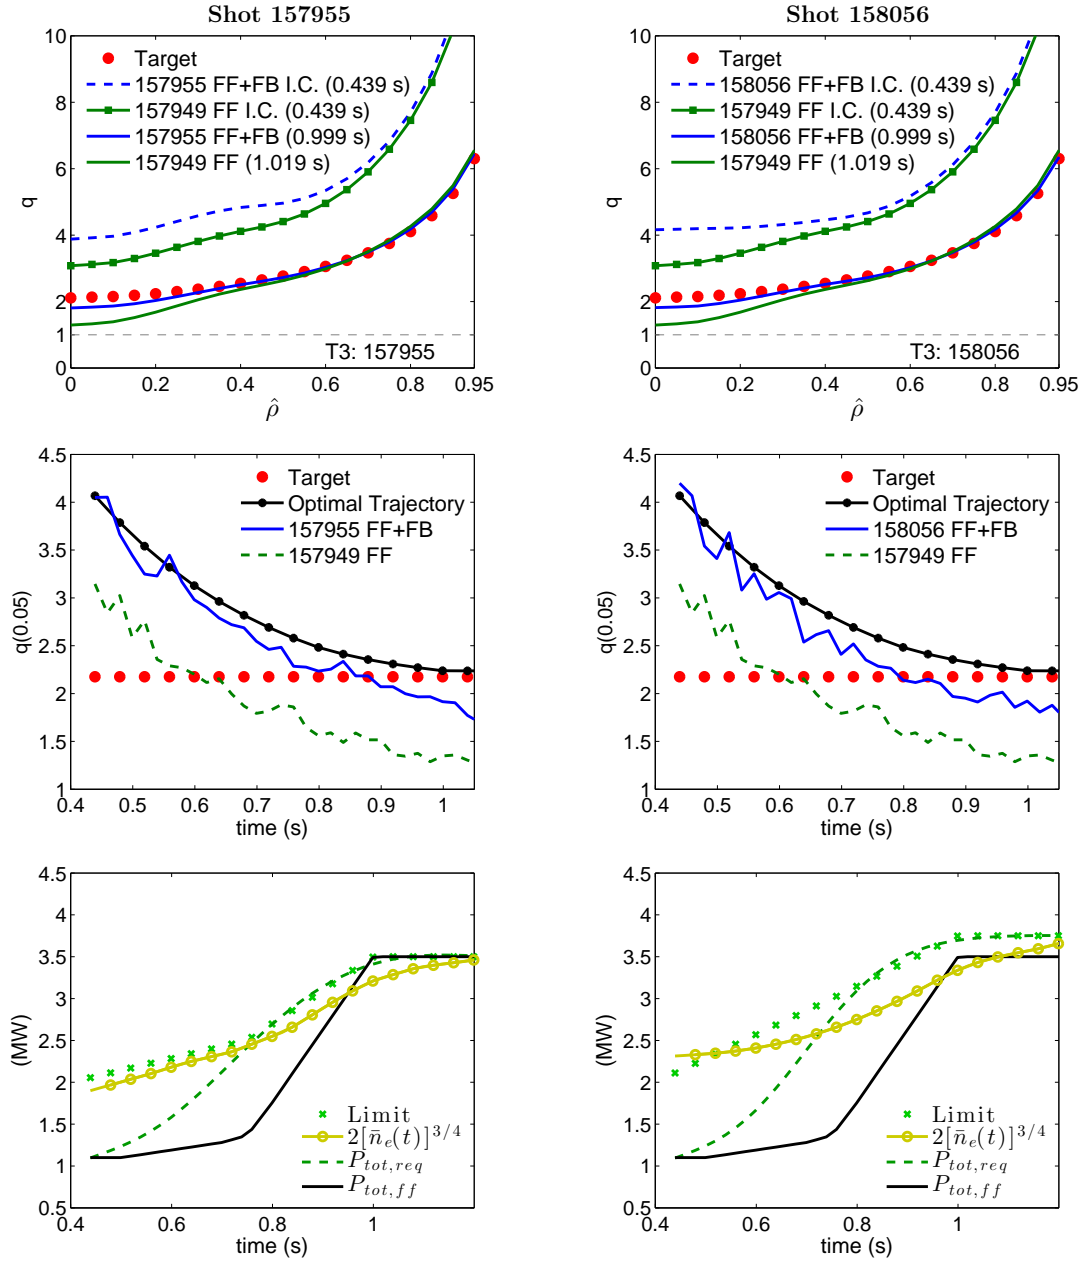 Shot 157955
10
8
6
4
2
0
q
Target
157955 FF+FB I.C. (0.439 s)
157949 FF I.C. (0.439 s)
157955 FF+FB (0.999 s)
157949 FF (1.019 s)
T3: 157955
0 0.2 0.4 0.6 0.8 0.95
ρ̂
Shot 158056
10
8
6
4
2
0
q
Target
158056 FF+FB I.C. (0.439 s)
157949 FF I.C. (0.439 s)
158056 FF+FB (0.999 s)
157949 FF (1.019 s)
T3: 158056
0 0.2 0.4 0.6 0.8 0.95
ρ̂
4.5
4
3.5
3
2.5
2
1.5
1
q(0.05)
Target
Optimal Trajectory
157955 FF+FB
157949 FF
0.4 0.5 0.6 0.7 0.8 0.9 1
time (s)
4.5
4
3.5
3
2.5
2
1.5
1
q(0.05)
Target
Optimal Trajectory
158056 FF+FB
157949 FF
0.4 0.5 0.6 0.7 0.8 0.9 1
time (s)
4.5
4
3.5
3
2.5
2
1.5
1
0.5
(MW)
Limit
2[n̄e(t)]^3/4
Ptot,req
Ptot,ff
0.4 0.6 0.8 1
time (s)
4.5
4
3.5
3
2.5
2
1.5
1
0.5
(MW)
Limit
2[n̄e(t)]^3/4
Ptot,req
Ptot,ff
0.4 0.6 0.8 1
time (s)